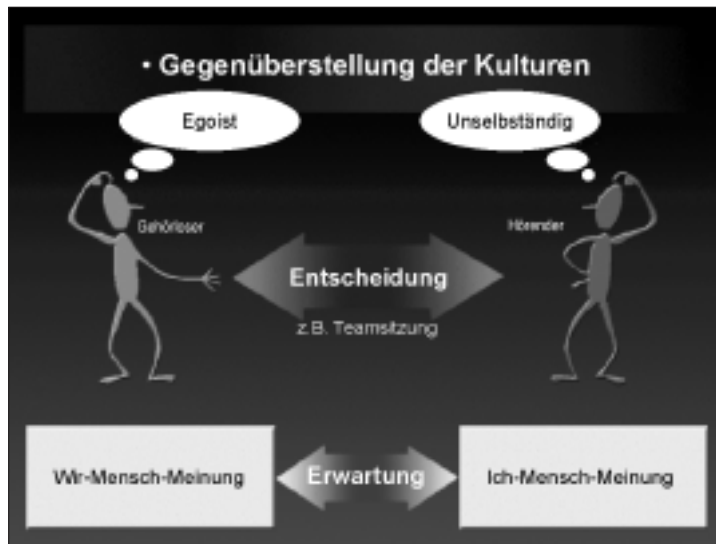 • Gegenüberstellung der Kulturen
Egoist
Unselbständig
Gehörloser
Hörender
Entscheidung
z.B. Teamsitzung
Wir-Mensch-Meinung
Erwartung
Ich-Mensch-Meinung